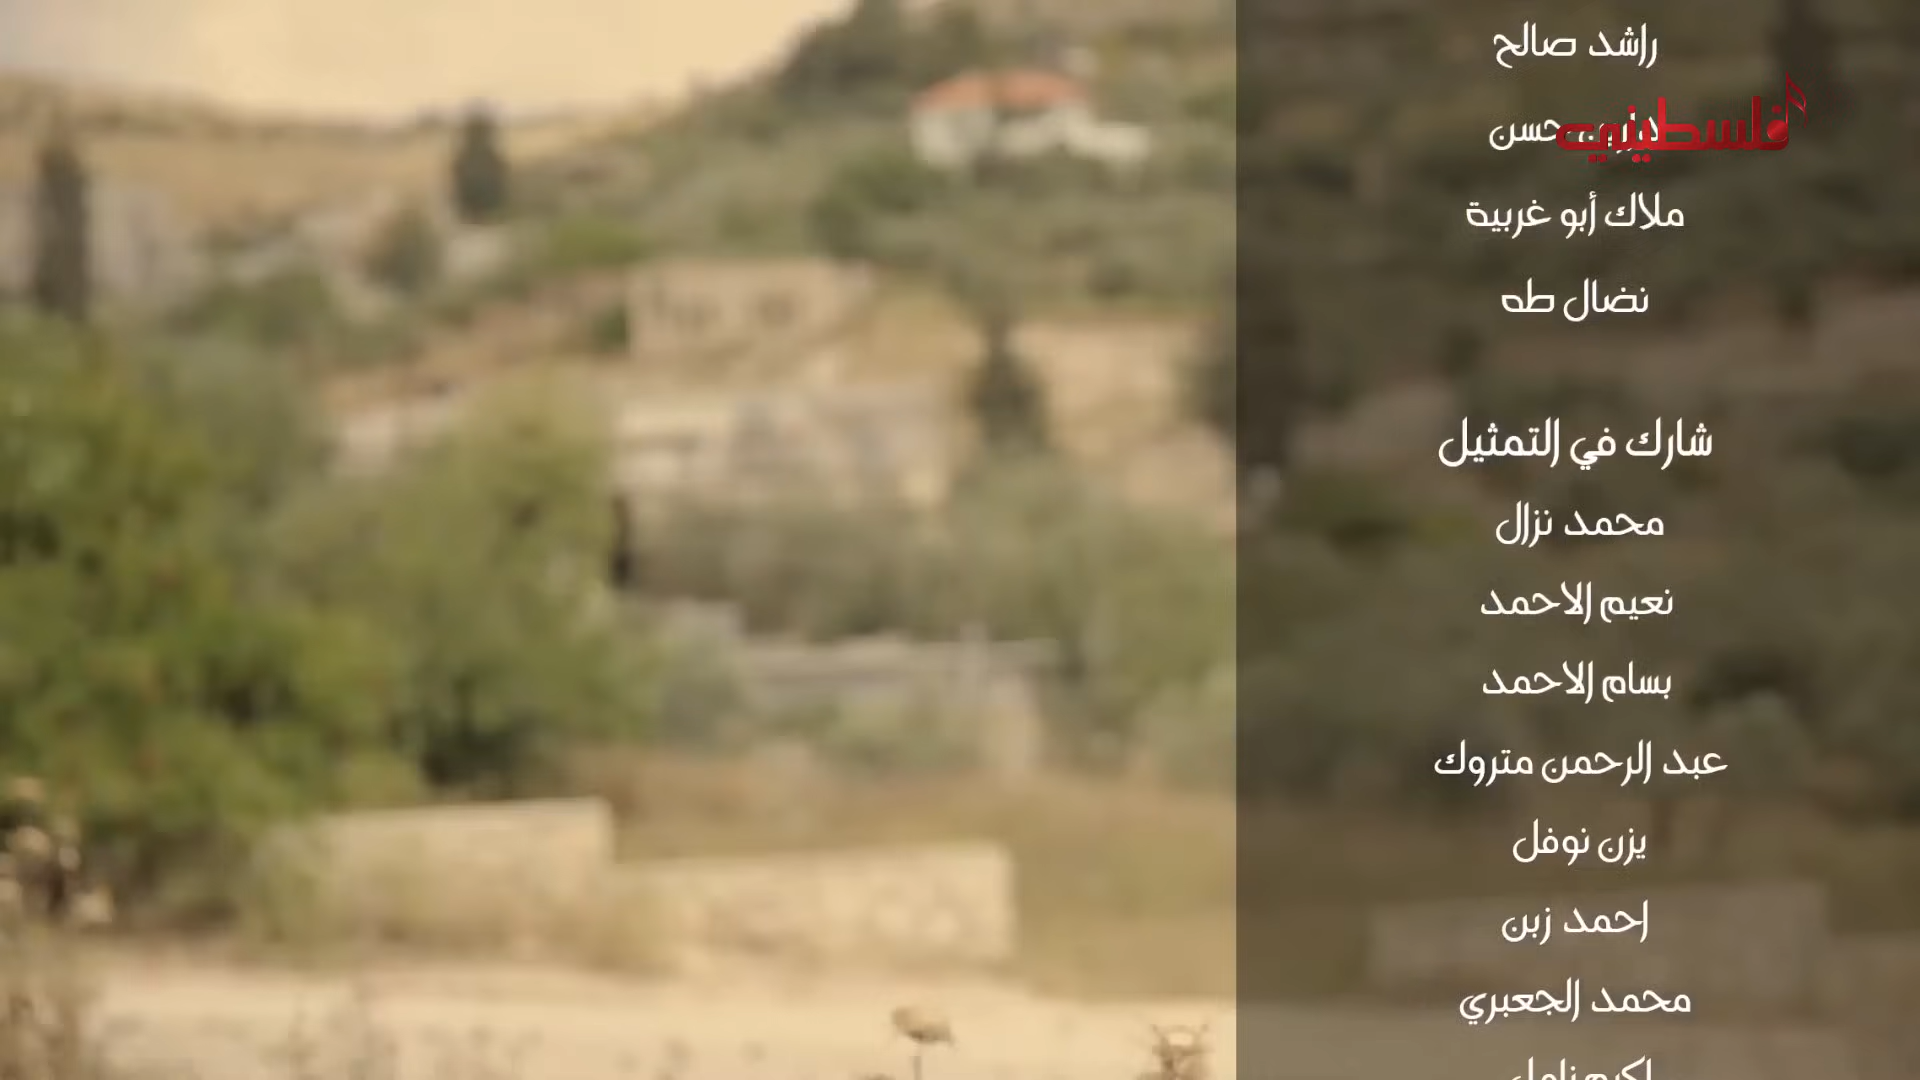 راشد صالح
حسن
فلسطيني
ملاك أبو غربية
نضال طه
شارك في التمثيل
محمد نزال
نعيم الاحمد
بسام الاحمد
عبد الرحمن متروك
يزن نوفل
احمد زبن
محمد الجعبري